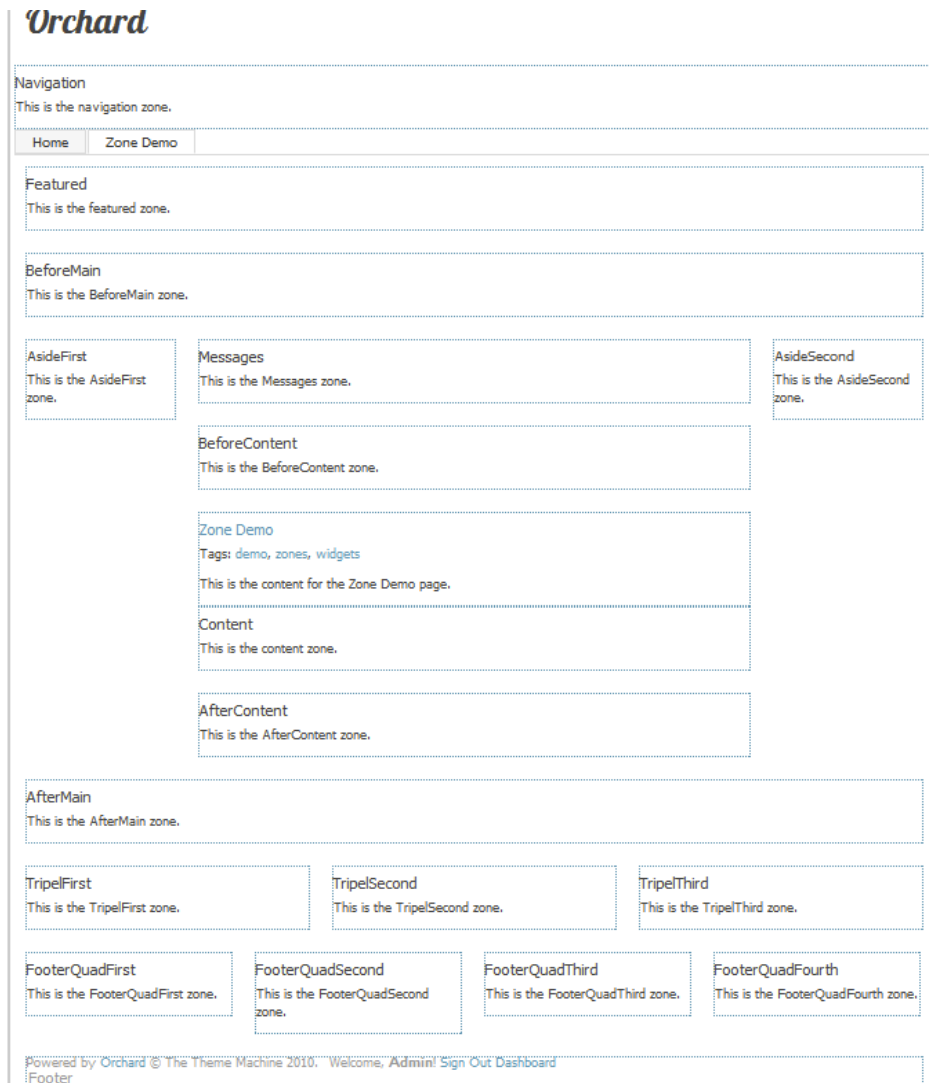 Orchard
Navigation
This is the navigation zone.
Home Zone Demo
Featured
This is the featured zone.
BeforeMain
This is the BeforeMain zone.
AsideFirst
This is the AsideFirst
zone.
Messages
This is the Messages zone.
AsideSecond
This is the AsideSecond
zone.
BeforeContent
This is the BeforeContent zone.
Zone Demo
Tags: demo, zones, widgets
This is the content for the Zone Demo page.
Content
This is the content zone.
AfterContent
This is the AfterContent zone.
AfterMain
This is the AfterMain zone.
TripelFirst
This is the TripelFirst zone.
TripelSecond
This is the TripelSecond zone.
TripelThird
This is the TripelThird zone.
FooterQuadFirst
This is the FooterQuadFirst zone.
FooterQuadSecond
This is the FooterQuadSecond
zone.
FooterQuadThird
This is the FooterQuadThird zone.
FooterQuadFourth
This is the FooterQuadFourth zone.
Powered by Orchard © The Theme Machine 2010. Welcome, Admin! Sign Out Dashboard
Footer